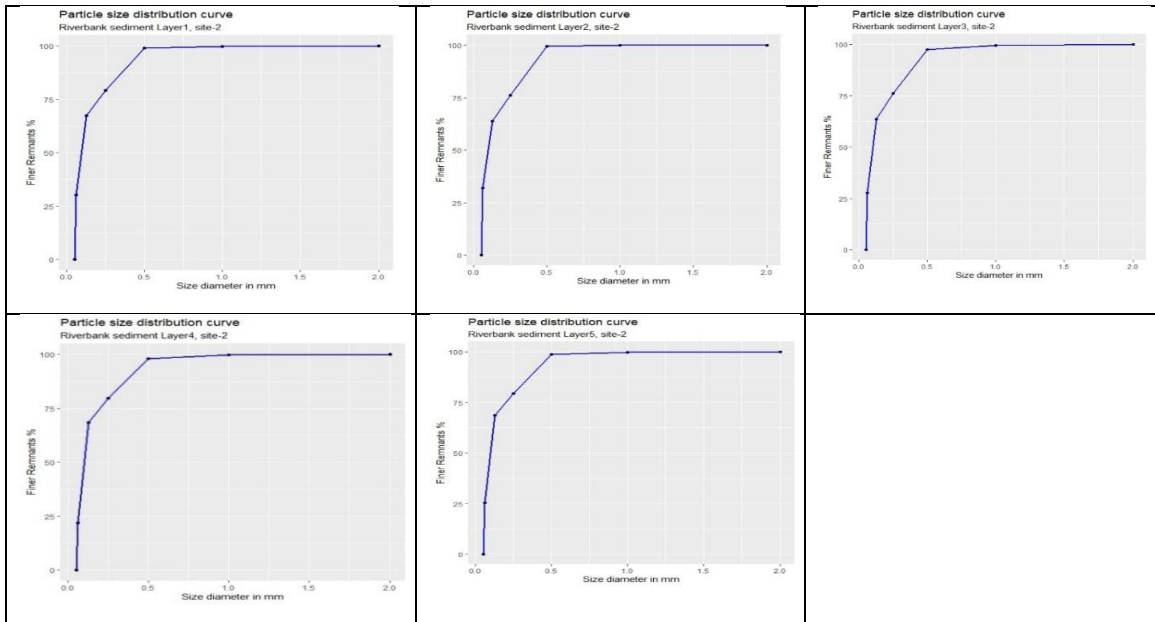 Particle size distribution curve
Riverbank sediment Layer1, site-2
100
75
50
25
0
Finer Remnants %
0.0 0.5 1.0 1.5 2.0
Size diameter in mm
Particle size distribution curve
Riverbank sediment Layer2, site-2
100
75
50
25
0
Finer Remnants %
0.0 0.5 1.0 1.5 2.0
Size diameter in mm
Particle size distribution curve
Riverbank sediment Layer3, site-2
100
75
50
25
0
Finer Remnants %
0.0 0.5 1.0 1.5 2.0
Size diameter in mm
Particle size distribution curve
Riverbank sediment Layer4, site-2
100
75
50
25
0
Finer Remnants %
0.0 0.5 1.0 1.5 2.0
Size diameter in mm
Particle size distribution curve
Riverbank sediment Layer5, site-2
100
75
50
25
0
Finer Remnants %
0.0 0.5 1.0 1.5 2.0
Size diameter in mm